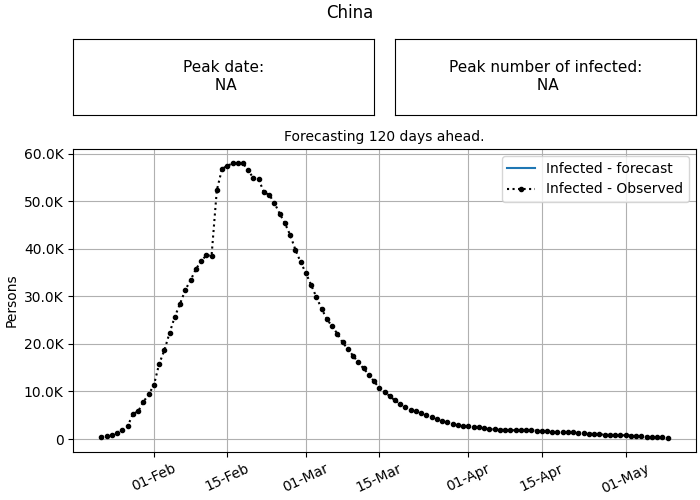 China
Peak date:
NA
Peak number of infected:
NA
Forecasting 120 days ahead.
Infected - forecast
Infected - Observed
60.0K
50.0K
40.0K
30.0K
20.0K
10.0K
0
Persons
01-Feb
15-Feb
01-Mar
15-Mar
01-Apr
15-Apr
01-May